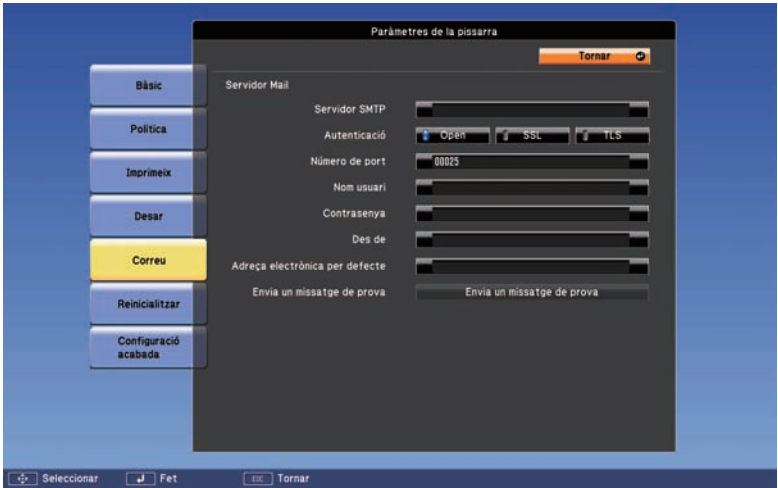 Paràmetres de la pissarra
Tornar
Bàsic
Política
Imprimeix
Desar
Correu
Reinicialitzar
Configuració
acabada
Servidor Mail
Servidor SMTP
Autenticació Open SSL TLS
Número de port 00025
Nom usuari
Contrasenya
Des de
Adreça electrònica per defecte
Envia un missatge de prova Envia un missatge de prova
Seleccionar Fet ESC Tornar